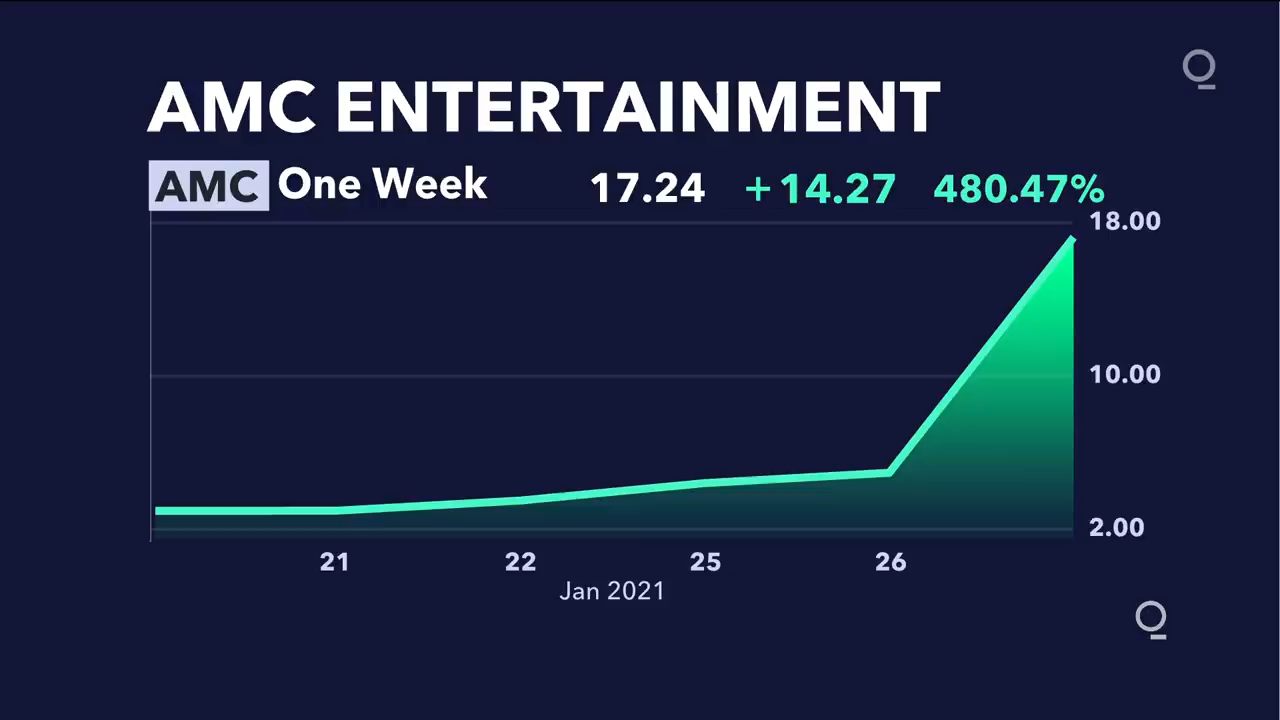 AMC ENTERTAINMENT
AMC One Week 17.24 +14.27 480.47%
18.00
10.00
2.00
21 22 25 26
Jan 2021